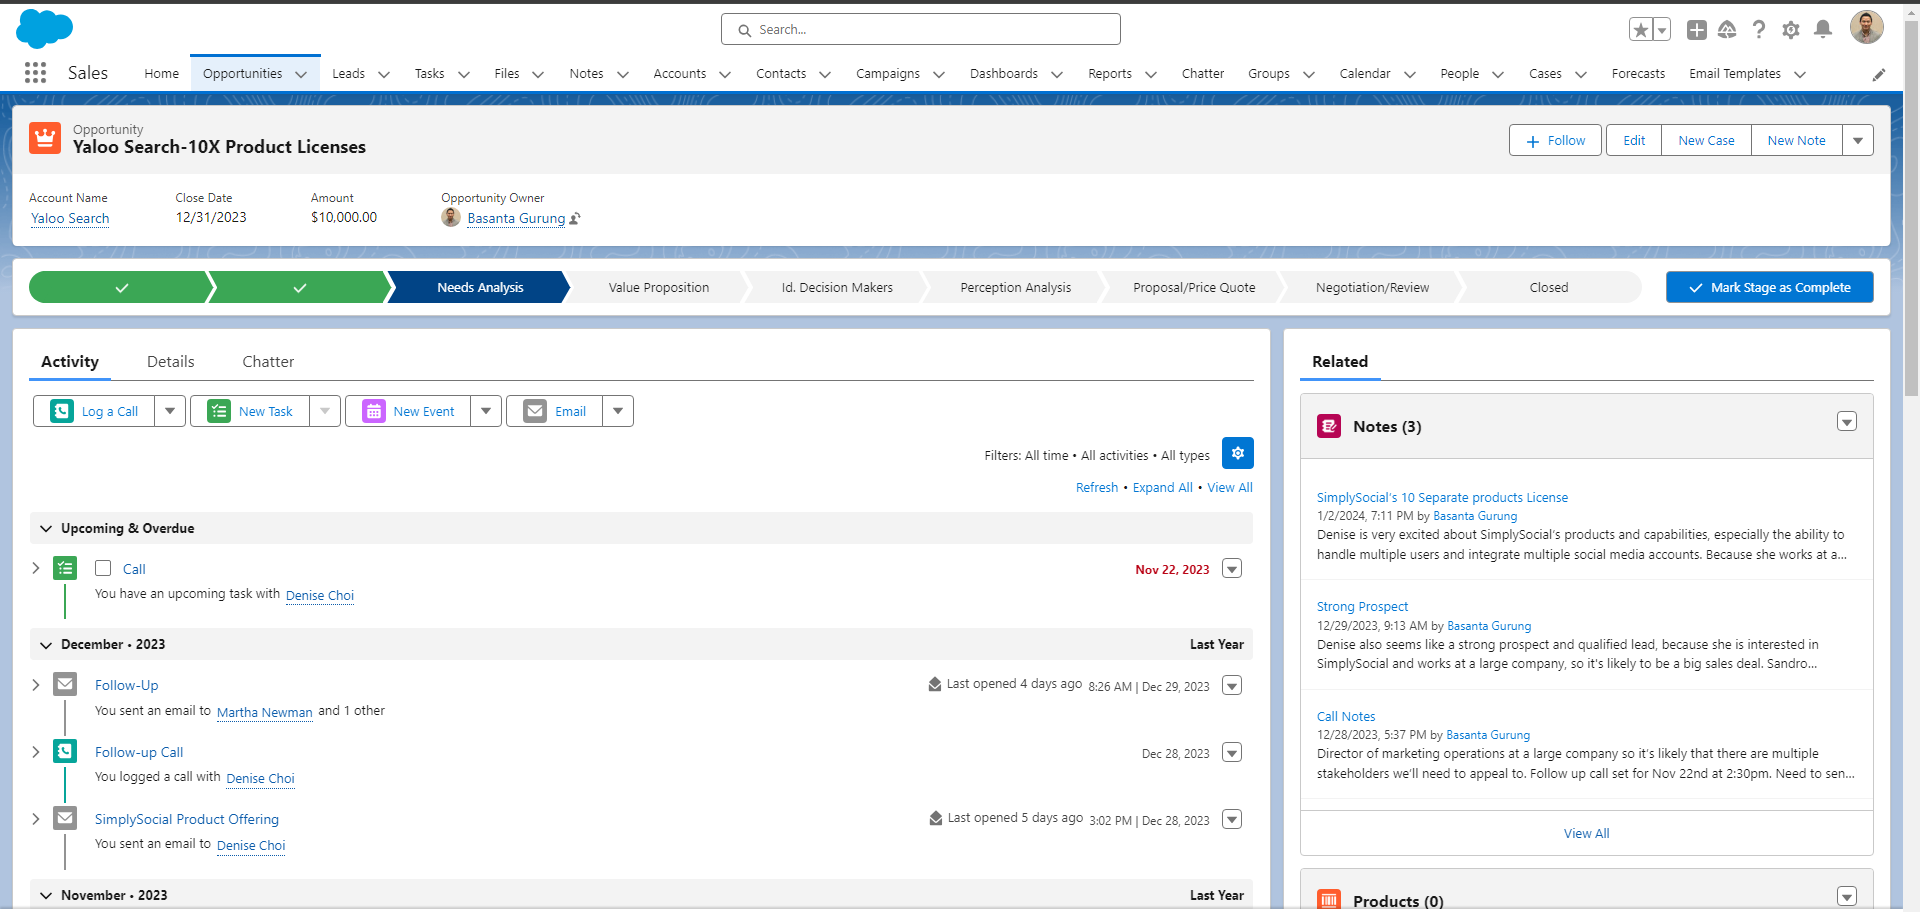 Search...
Sales
Home
Opportunities
Leads
Tasks
Files
Notes
Accounts
Contacts
Campaigns
Dashboards
Reports
Chatter
Groups
Calendar
People
Cases
Forecasts
Email Templates
Opportunity
Yaloo Search-10X Product Licenses
Follow
Edit
New Case
New Note
Account Name
Yaloo Search
Close Date
12/31/2023
Amount
$10,000.00
Opportunity Owner
Basanta Gurung
Needs Analysis
Value Proposition
Id. Decision Makers
Perception Analysis
Proposal/Price Quote
Negotiation/Review
Closed
Mark Stage as Complete
Activity
Details
Chatter
Log a Call
New Task
New Event
Email
Filters: All time • All activities • All types
Refresh • Expand All • View All
Upcoming & Overdue
Call
Nov 22, 2023
You have an upcoming task with Denise Choi
December • 2023
Last Year
Follow-Up
Last opened 4 days ago 8:26 AM | Dec 29, 2023
You sent an email to Martha Newman and 1 other
Follow-up Call
Dec 28, 2023
You logged a call with Denise Choi
SimplySocial Product Offering
Last opened 5 days ago 3:02 PM | Dec 28, 2023
You sent an email to Denise Choi
November • 2023
Last Year
Related
Notes (3)
SimplySocial's 10 Separate products License
1/2/2024, 7:11 PM by Basanta Gurung
Denise is very excited about SimplySocial's products and capabilities, especially the ability to
handle multiple users and integrate multiple social media accounts. Because she works at a...
Strong Prospect
12/29/2023, 9:13 AM by Basanta Gurung
Denise also seems like a strong prospect and qualified lead, because she is interested in
SimplySocial and works at a large company, so it's likely to be a big sales deal. Sandro...
Call Notes
12/28/2023, 5:37 PM by Basanta Gurung
Director of marketing operations at a large company so it's likely that there are multiple
stakeholders we'll need to appeal to. Follow up call set for Nov 22nd at 2:30pm. Need to sen...
View All
Products (0)